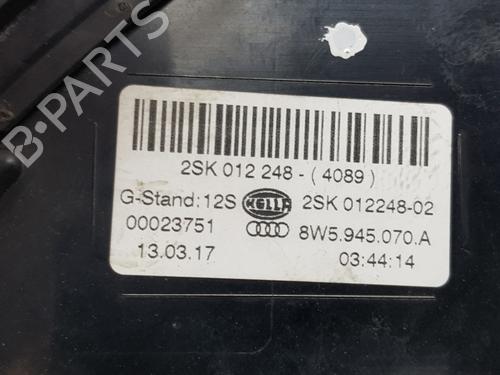 B-PARTS
2SK 012 248 - ( 4089 )
G-Stand: 12S HELLA 2SK 012248-02
00023751 8W5.945.070.A
13.03.17 03:44:14